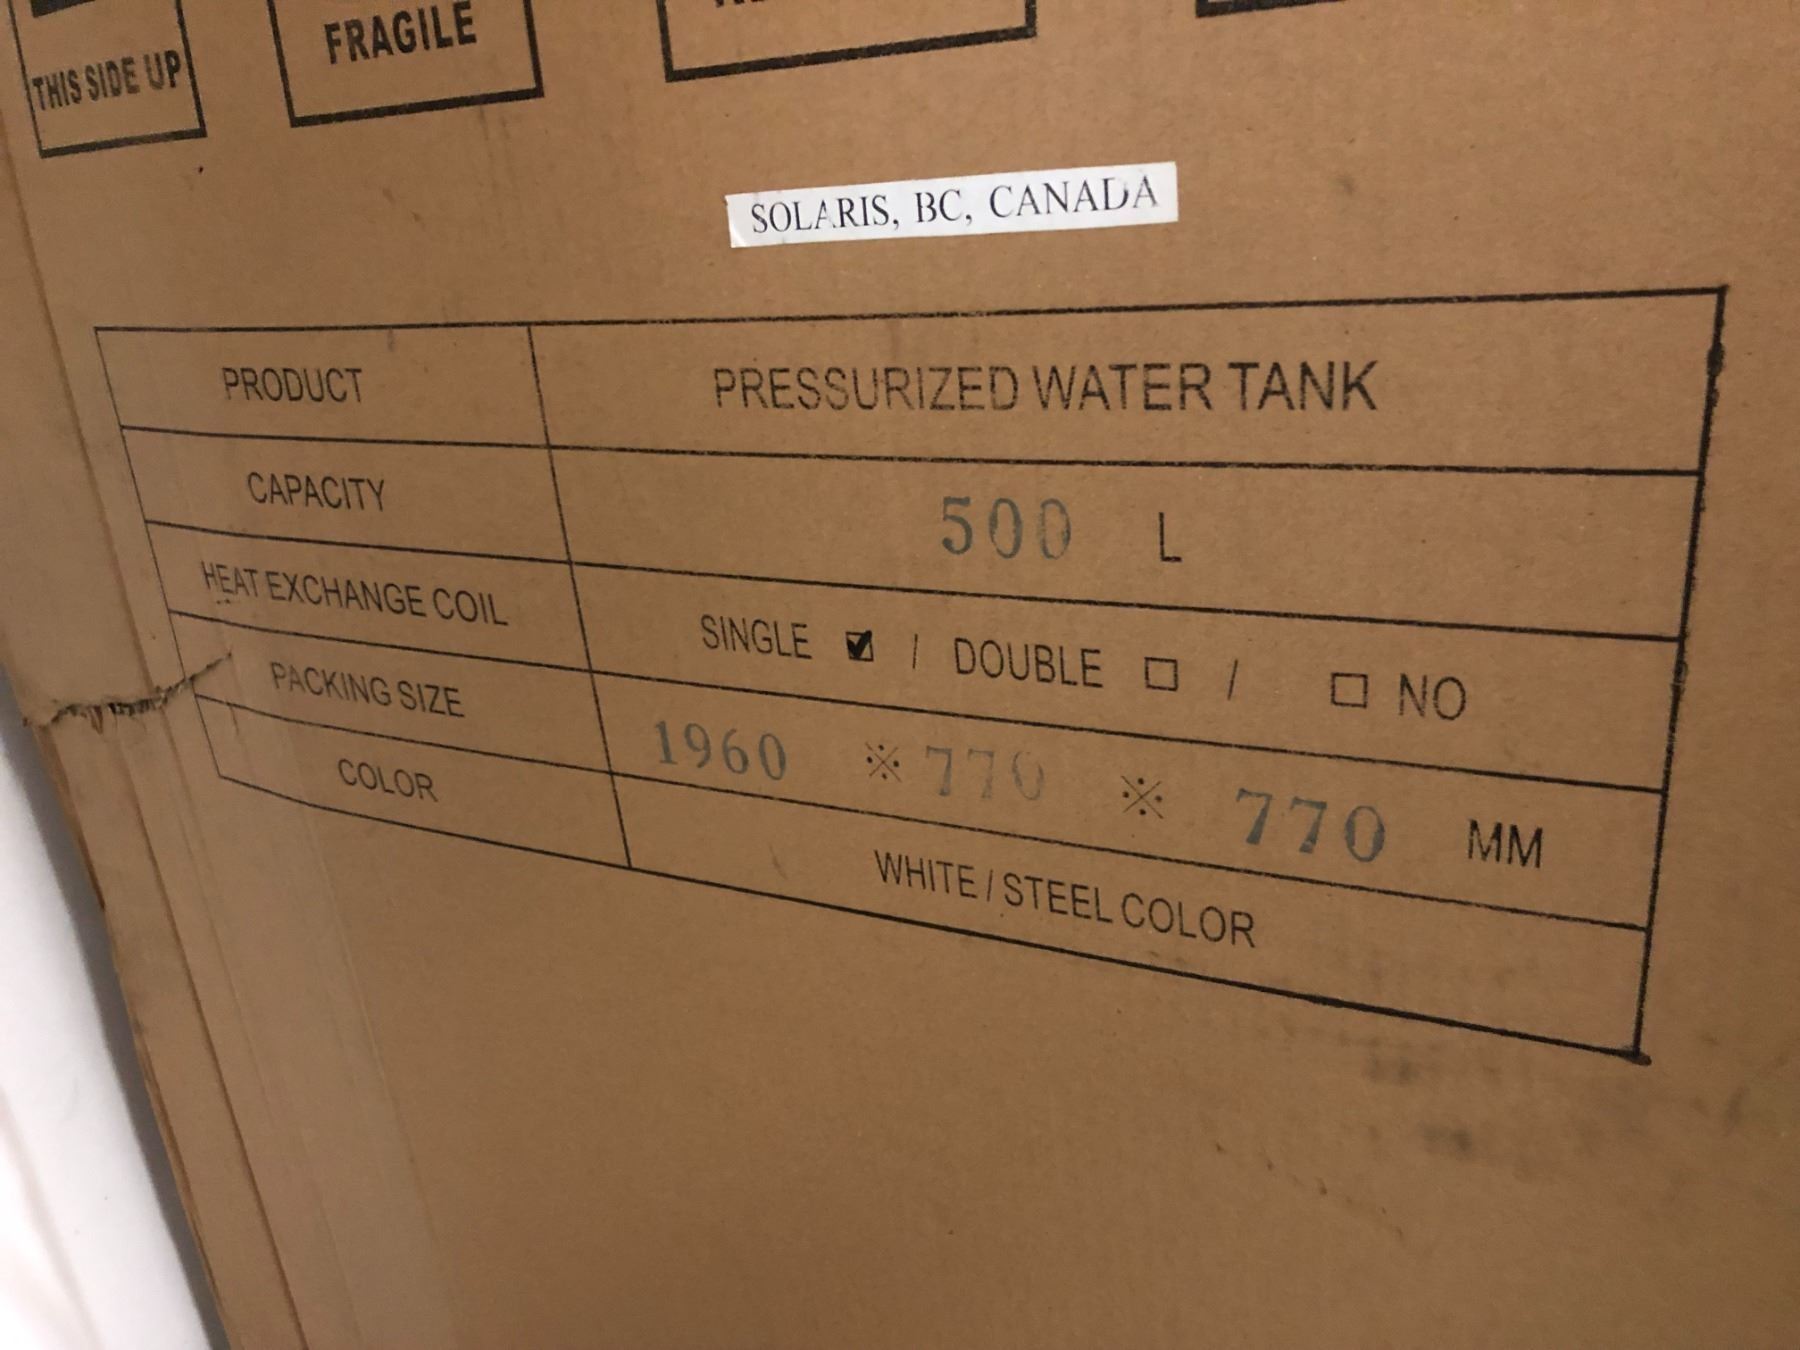 THIS SIDE UP
FRAGILE
SOLARIS, BC, CANADA
PRODUCT PRESSURIZED WATER TANK
CAPACITY 500 L
HEAT EXCHANGE COIL SINGLE ☑ / DOUBLE ☐ / ☐ NO
PACKING SIZE 1960 ※ 770 ※ 770 MM
COLOR WHITE / STEEL COLOR